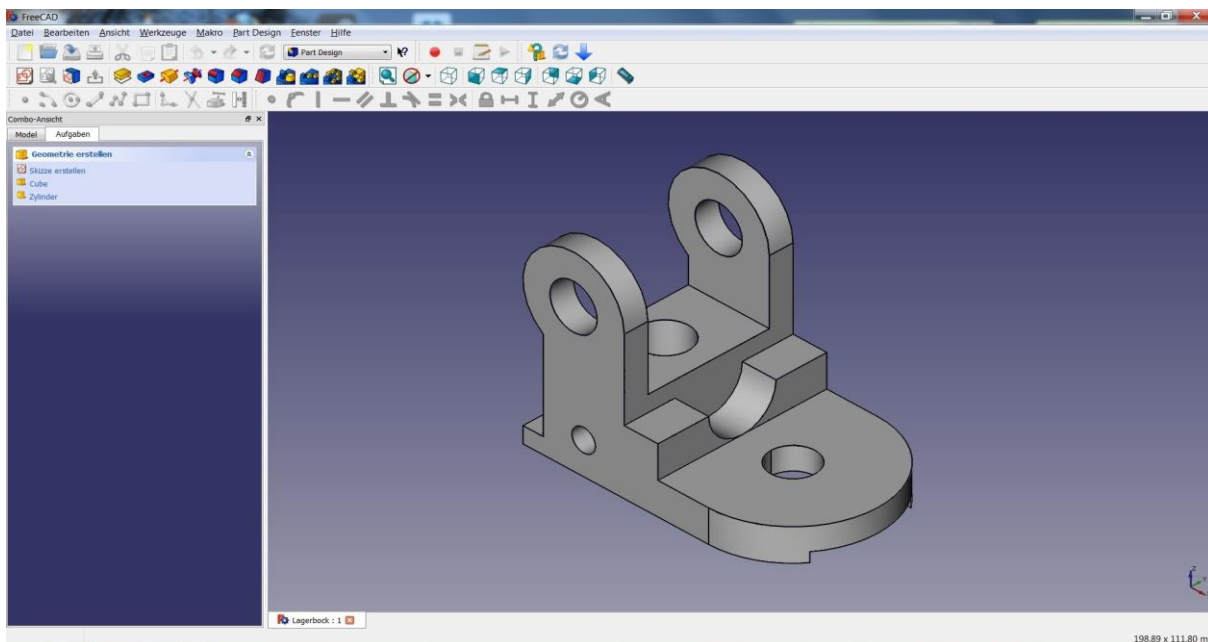 FreeCAD
Datei Bearbeiten Ansicht Werkzeuge Makro Part Design Fenster Hilfe
Part Design
Combo-Ansicht
Model Aufgaben
Geometrie erstellen
Skizze erstellen
Cube
Zylinder
Z
Lagerbock : 1
198.89 x 111.80 m